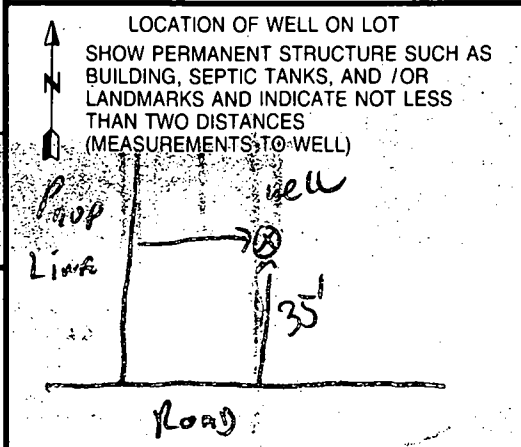 LOCATION OF WELL ON LOT
SHOW PERMANENT STRUCTURE SUCH AS
BUILDING, SEPTIC TANKS, AND /OR
LANDMARKS AND INDICATE NOT LESS
THAN TWO DISTANCES
(MEASUREMENTS TO WELL)
N
Prop
Line
well
35'
Road